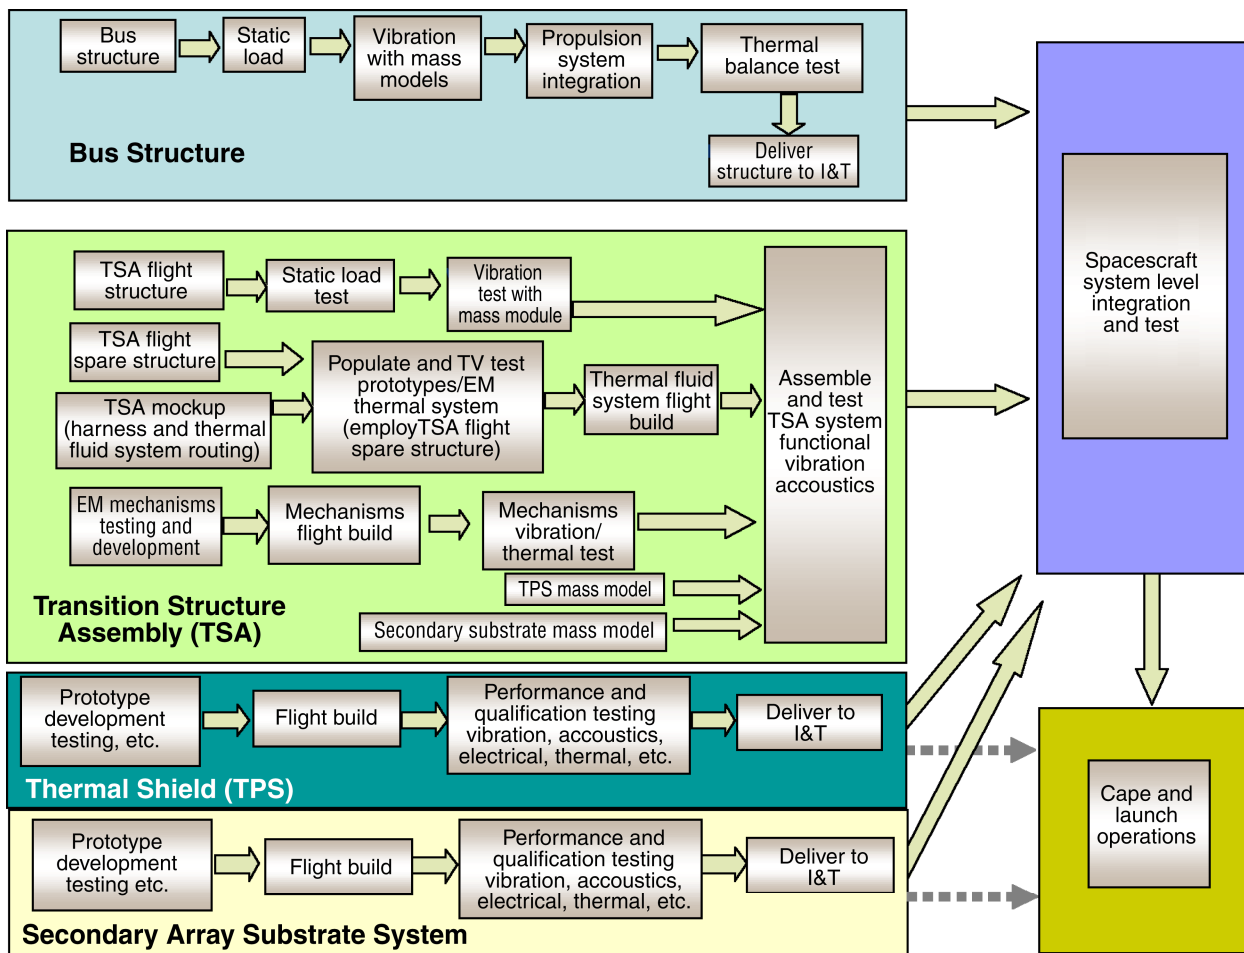 Bus
structure
Static
load
Vibration
with mass
models
Propulsion
system
integration
Thermal
balance test
Deliver
structure to I&T
Bus Structure
TSA flight
structure
Static load
test
Vibration
test with
mass module
TSA flight
spare structure
TSA mockup
(harness and thermal
fluid system routing)
Populate and TV test
prototypes/EM
thermal system
(employTSA flight
spare structure)
Thermal fluid
system flight
build
Assemble
and test
TSA system
functional
vibration
accoustics
EM mechanisms
testing and
development
Mechanisms
flight build
Mechanisms
vibration/
thermal test
TPS mass model
Secondary substrate mass model
Transition Structure
Assembly (TSA)
Prototype
development
testing, etc.
Flight build
Performance and
qualification testing
vibration, accoustics,
electrical, thermal, etc.
Deliver to
I&T
Thermal Shield (TPS)
Prototype
development
testing etc.
Flight build
Performance and
qualification testing
vibration, accoustics,
electrical, thermal, etc.
Deliver to
I&T
Secondary Array Substrate System
Spacescraft
system level
integration
and test
Cape and
launch
operations